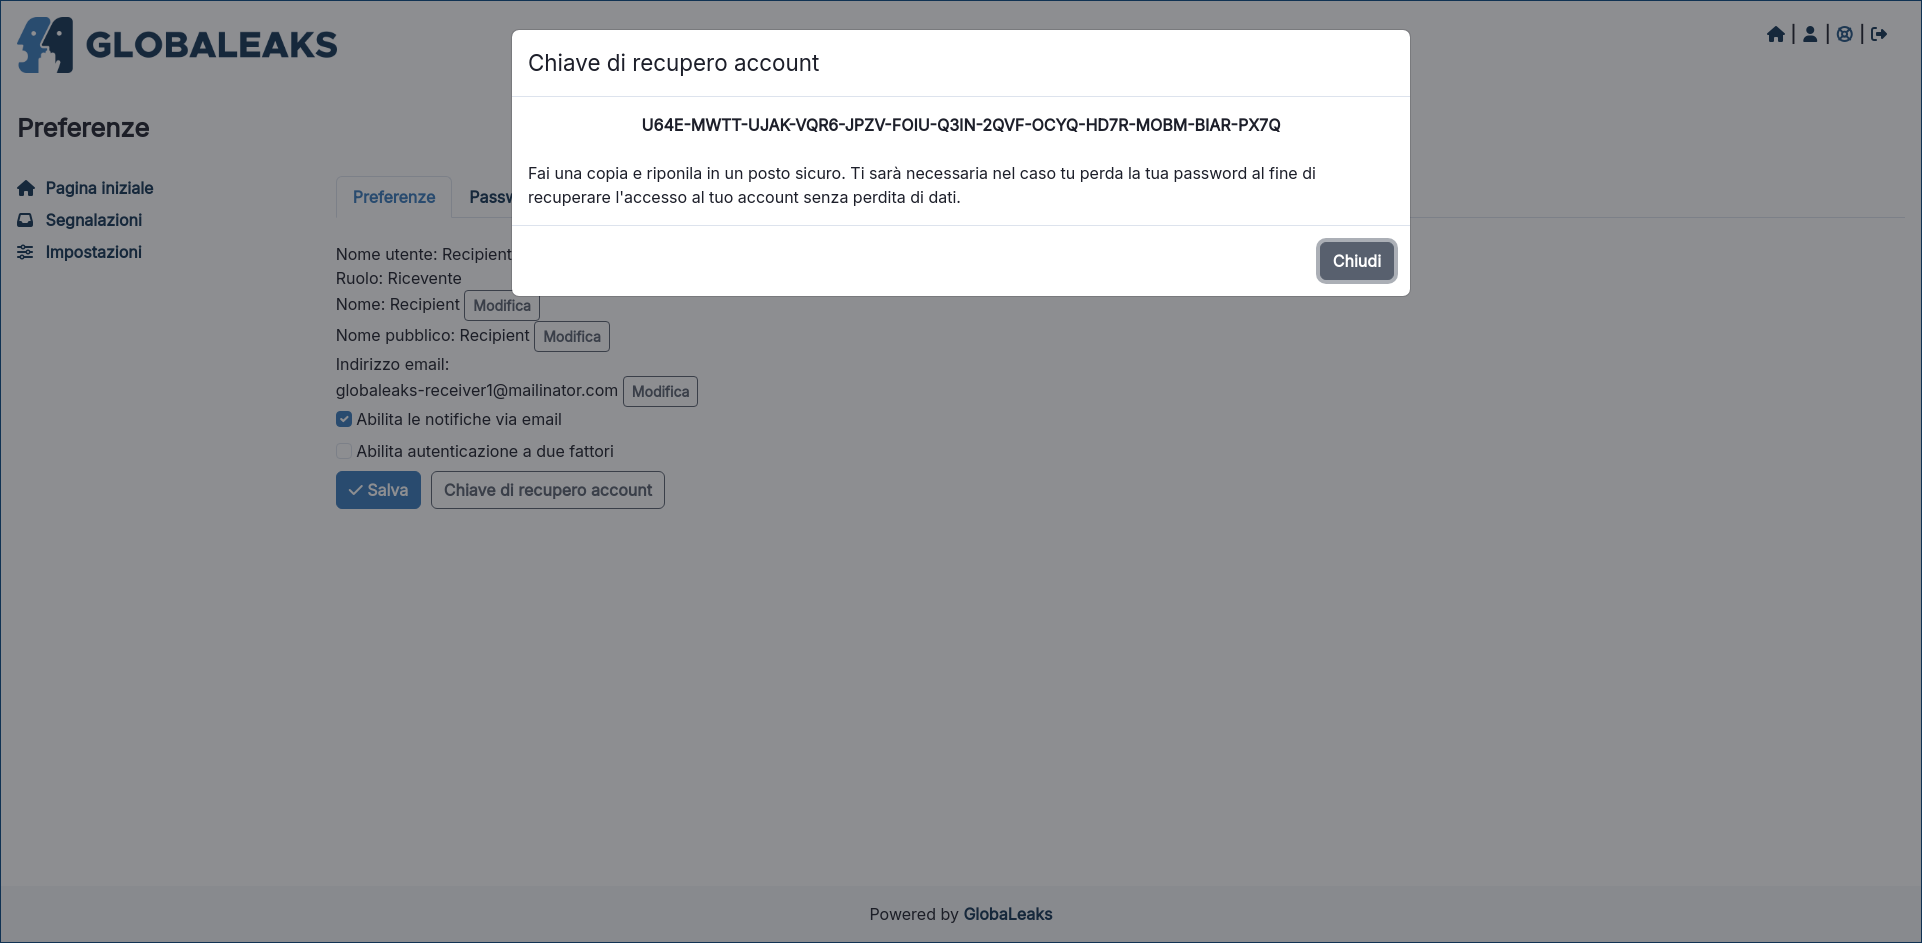 GLOBALEAKS
| | |
Chiave di recupero account
U64E-MWTT-UJAK-VQR6-JPZV-FOIU-Q3IN-2QVF-OCYQ-HD7R-MOBM-BIAR-PX7Q
Fai una copia e riponila in un posto sicuro. Ti sarà necessaria nel caso tu perda la tua password al fine di
recuperare l'accesso al tuo account senza perdita di dati.
Chiudi
Preferenze
Pagina iniziale
Segnalazioni
Impostazioni
Preferenze
Nome utente: Recipient
Ruolo: Ricevente
Nome: Recipient Modifica
Nome pubblico: Recipient Modifica
Indirizzo email:
globaleaks-receiver1@mailinator.com Modifica
Abilita le notifiche via email
Abilita autenticazione a due fattori
Salva Chiave di recupero account
Powered by GlobaLeaks